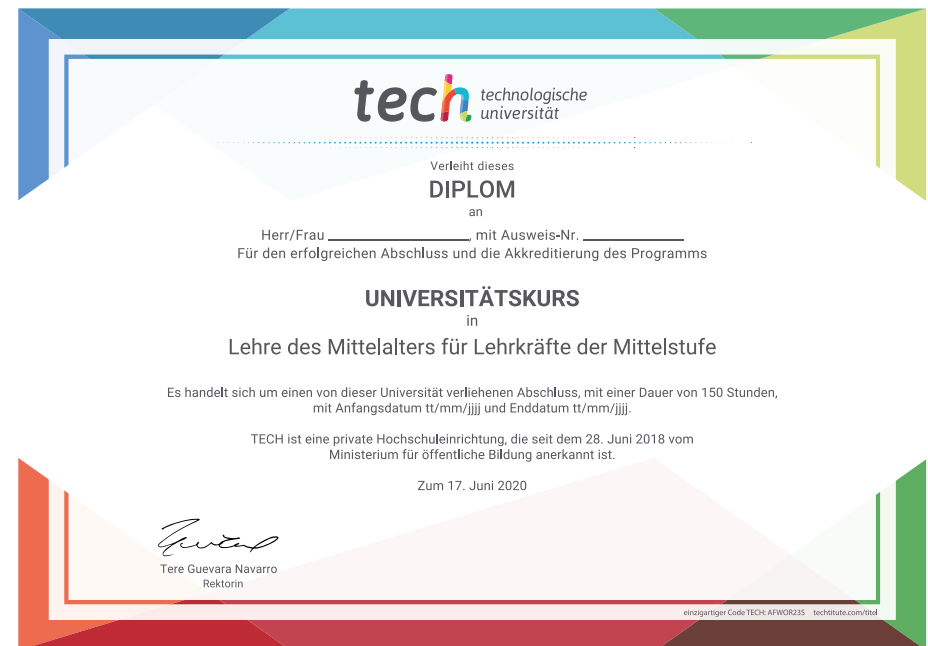 tech technologische
universität
Verleiht dieses
DIPLOM
an
Herr/Frau ____________, mit Ausweis-Nr. ____________
Für den erfolgreichen Abschluss und die Akkreditierung des Programms
UNIVERSITÄTSKURS
in
Lehre des Mittelalters für Lehrkräfte der Mittelstufe
Es handelt sich um einen von dieser Universität verliehenen Abschluss, mit einer Dauer von 150 Stunden,
mit Anfangsdatum tt/mm/jjjj und Enddatum tt/mm/jjjj.
TECH ist eine private Hochschuleinrichtung, die seit dem 28. Juni 2018 vom
Ministerium für öffentliche Bildung anerkannt ist.
Zum 17. Juni 2020
Tere Guevara Navarro
Rektorin
einzigartiger Code TECH: AFWOR23S techtitute.com/titel